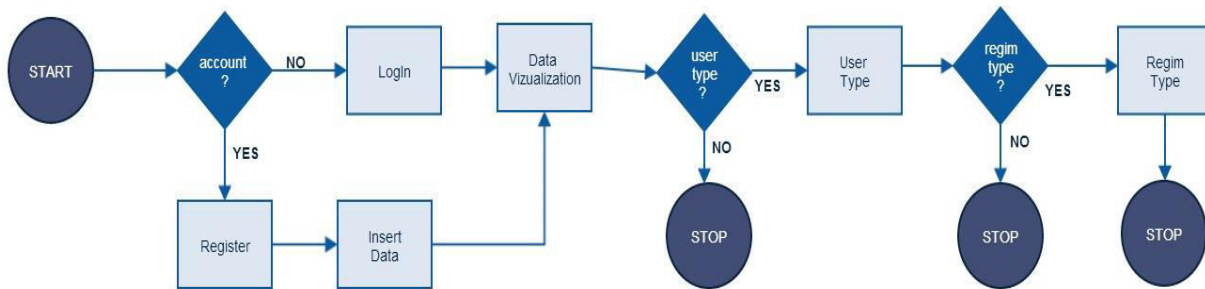 START
account
?
NO
LogIn
Data
Vizualization
user
type
?
YES
User
Type
regim
type
?
YES
Regim
Type
YES
NO
NO
Register
Insert
Data
STOP
STOP
STOP